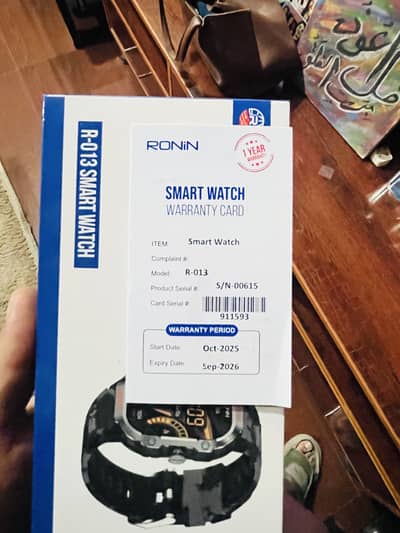 R-013 SMART WATCH
RONiN
1 YEAR
WARRANTY
SMART WATCH
WARRANTY CARD
ITEM: Smart Watch
Complaint #:
Model: R-013
Product Serial #: S/N-00615
Card Serial #:
911593
WARRANTY PERIOD
Start Date: Oct-2025
Expiry Date: Sep-2026